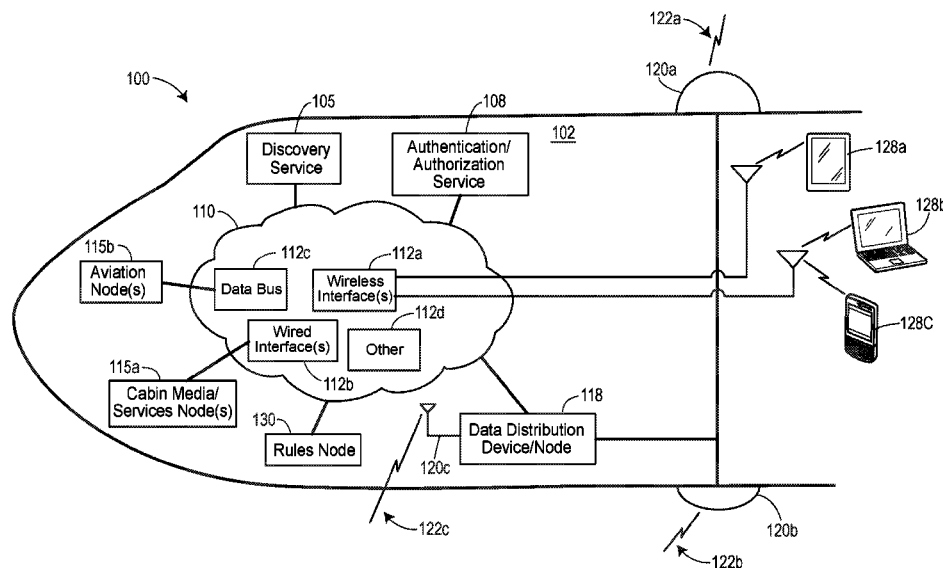 122a
120a
100
105
108
102
Discovery
Service
Authentication/
Authorization
Service
128a
110
115b
112c
112a
128b
Aviation
Node(s)
Data Bus
Wireless
Interface(s)
112d
Wired
Interface(s)
Other
128C
115a
112b
118
Cabin Media/
Services Node(s)
130
Rules Node
Data Distribution
Device/Node
120c
122c
120b
122b